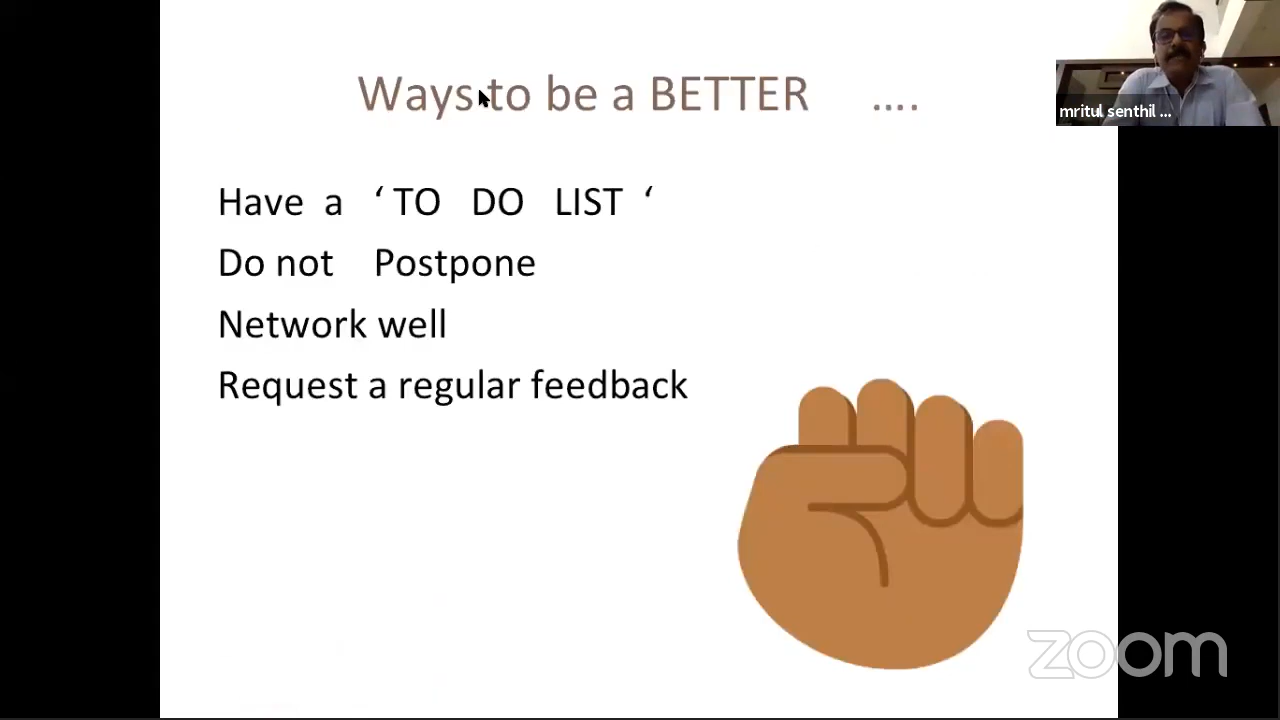 Ways to be a BETTER ....
mritul senthil ...
Have a ‘ TO DO LIST ‘
Do not Postpone
Network well
Request a regular feedback
zoom